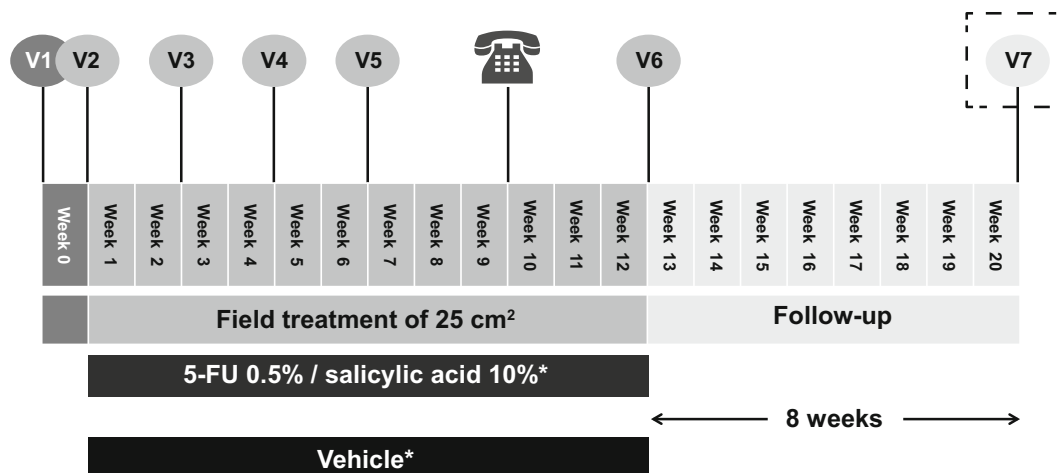 V1 V2 V3 V4 V5 V6 V7
Week 0
Week 1
Week 2
Week 3
Week 4
Week 5
Week 6
Week 7
Week 8
Week 9
Week 10
Week 11
Week 12
Week 13
Week 14
Week 15
Week 16
Week 17
Week 18
Week 19
Week 20
Field treatment of 25 cm²
Follow-up
5-FU 0.5% / salicylic acid 10%*
8 weeks
Vehicle*